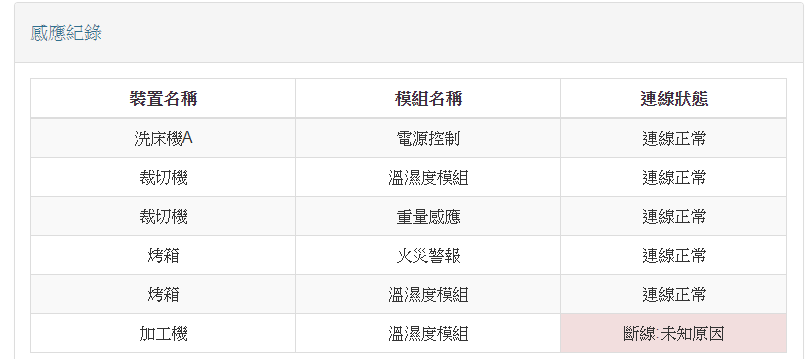 感應紀錄
裝置名稱 模組名稱 連線狀態
洗床機A 電源控制 連線正常
裁切機 溫濕度模組 連線正常
裁切機 重量感應 連線正常
烤箱 火災警報 連線正常
烤箱 溫濕度模組 連線正常
加工機 溫濕度模組 斷線:未知原因